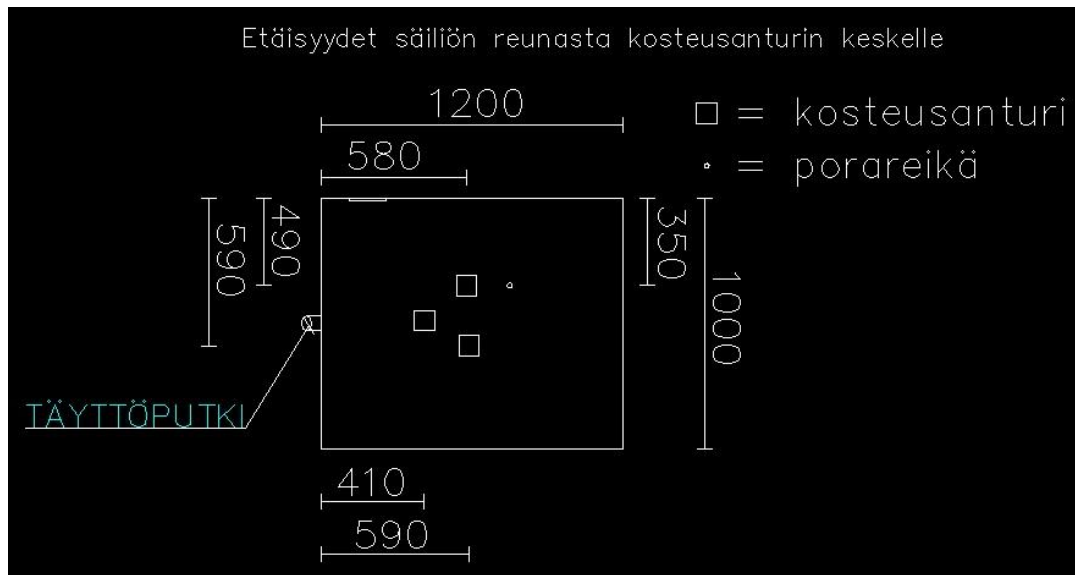 Etäisyydet säiliön reunasta kosteusanturin keskelle
1200
= kosteusanturi
580
= porareikä
490
590
350
1000
TÄYTTÖPUTKI
410
590